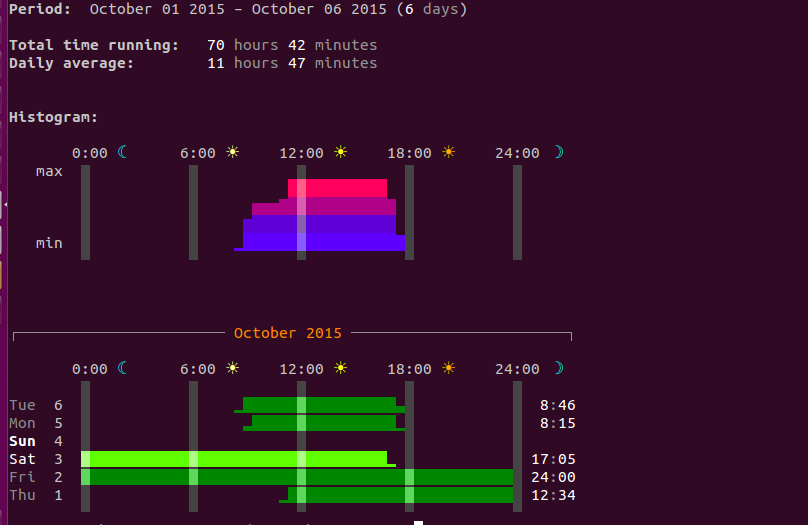 Period: October 01 2015 – October 06 2015 (6 days)
Total time running: 70 hours 42 minutes
Daily average: 11 hours 47 minutes
Histogram:
0:00 6:00 12:00 18:00 24:00
max
min
October 2015
0:00 6:00 12:00 18:00 24:00
Tue 6 8:46
Mon 5 8:15
Sun 4
Sat 3 17:05
Fri 2 24:00
Thu 1 12:34